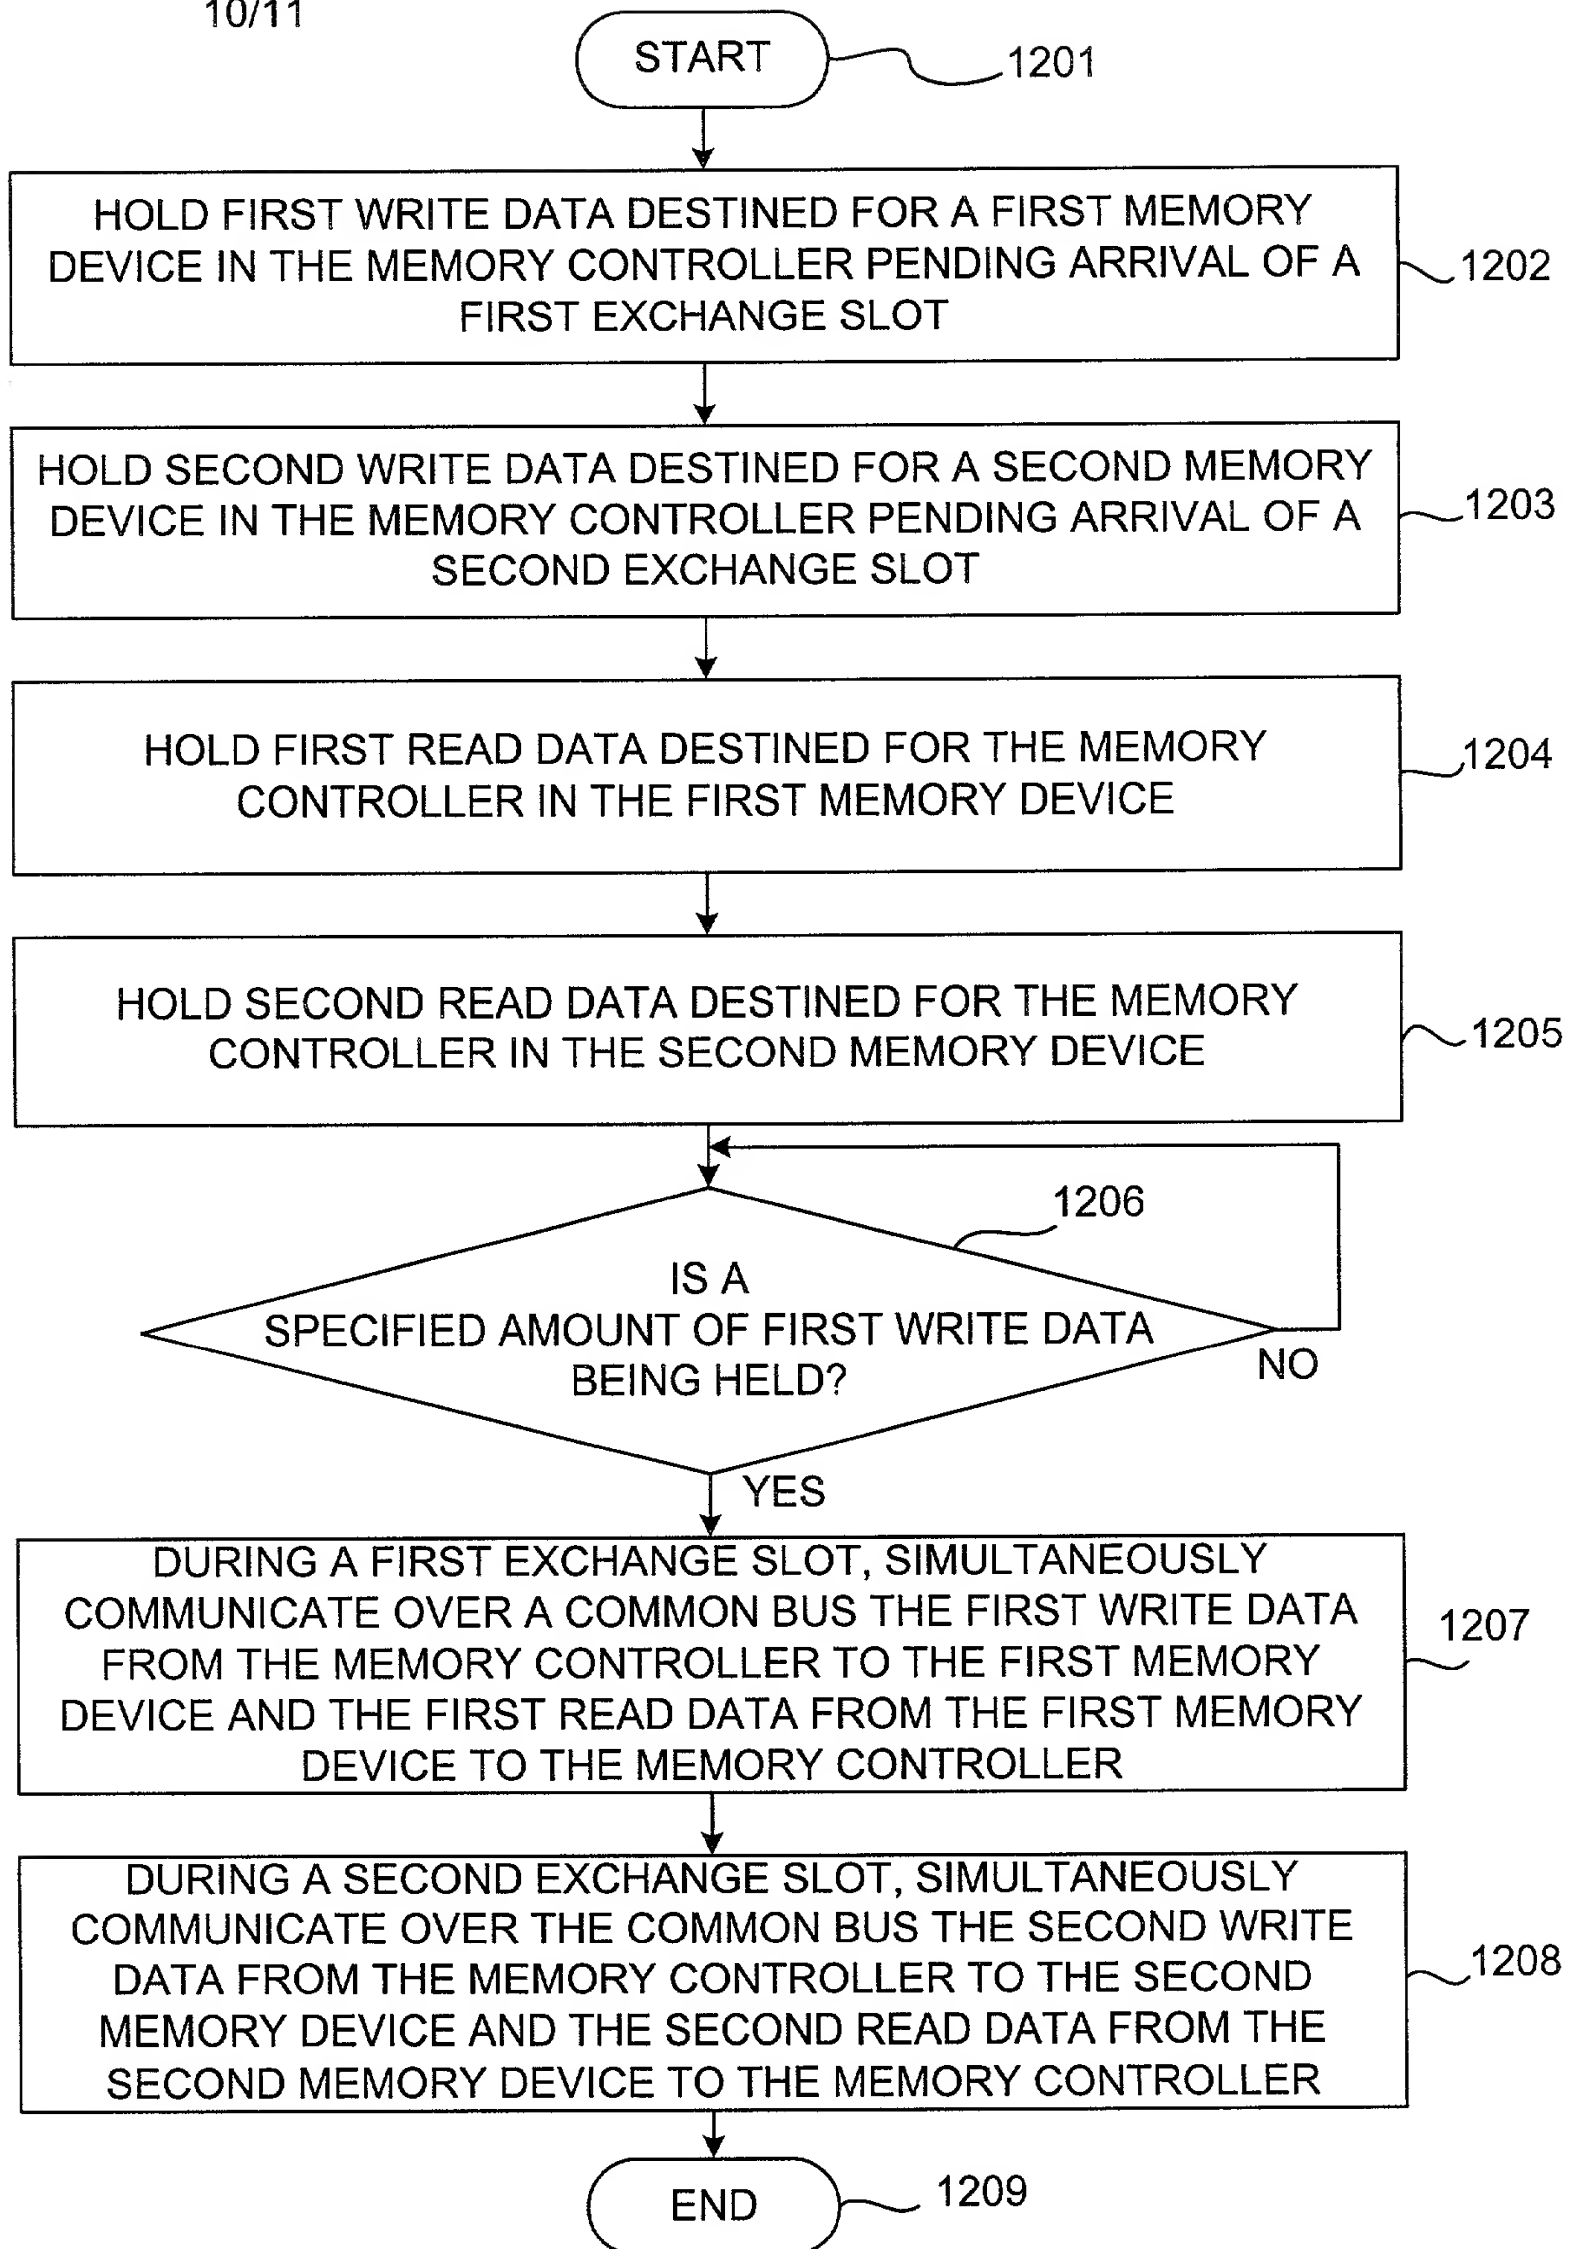 10/11
START
1201
HOLD FIRST WRITE DATA DESTINED FOR A FIRST MEMORY
DEVICE IN THE MEMORY CONTROLLER PENDING ARRIVAL OF A
FIRST EXCHANGE SLOT
1202
HOLD SECOND WRITE DATA DESTINED FOR A SECOND MEMORY
DEVICE IN THE MEMORY CONTROLLER PENDING ARRIVAL OF A
SECOND EXCHANGE SLOT
1203
HOLD FIRST READ DATA DESTINED FOR THE MEMORY
CONTROLLER IN THE FIRST MEMORY DEVICE
1204
HOLD SECOND READ DATA DESTINED FOR THE MEMORY
CONTROLLER IN THE SECOND MEMORY DEVICE
1205
1206
IS A
SPECIFIED AMOUNT OF FIRST WRITE DATA
BEING HELD?
NO
YES
DURING A FIRST EXCHANGE SLOT, SIMULTANEOUSLY
COMMUNICATE OVER A COMMON BUS THE FIRST WRITE DATA
FROM THE MEMORY CONTROLLER TO THE FIRST MEMORY
DEVICE AND THE FIRST READ DATA FROM THE FIRST MEMORY
DEVICE TO THE MEMORY CONTROLLER
1207
DURING A SECOND EXCHANGE SLOT, SIMULTANEOUSLY
COMMUNICATE OVER THE COMMON BUS THE SECOND WRITE
DATA FROM THE MEMORY CONTROLLER TO THE SECOND
MEMORY DEVICE AND THE SECOND READ DATA FROM THE
SECOND MEMORY DEVICE TO THE MEMORY CONTROLLER
1208
END
1209